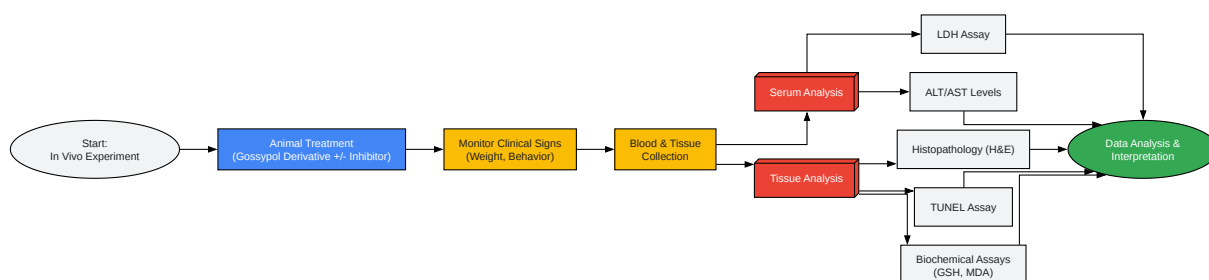 Start:
In Vivo Experiment
Animal Treatment
(Gossypol Derivative +/- Inhibitor)
Monitor Clinical Signs
(Weight, Behavior)
Blood & Tissue
Collection
Serum Analysis
Tissue Analysis
LDH Assay
ALT/AST Levels
Histopathology (H&E)
TUNEL Assay
Biochemical Assays
(GSH, MDA)
Data Analysis &
Interpretation